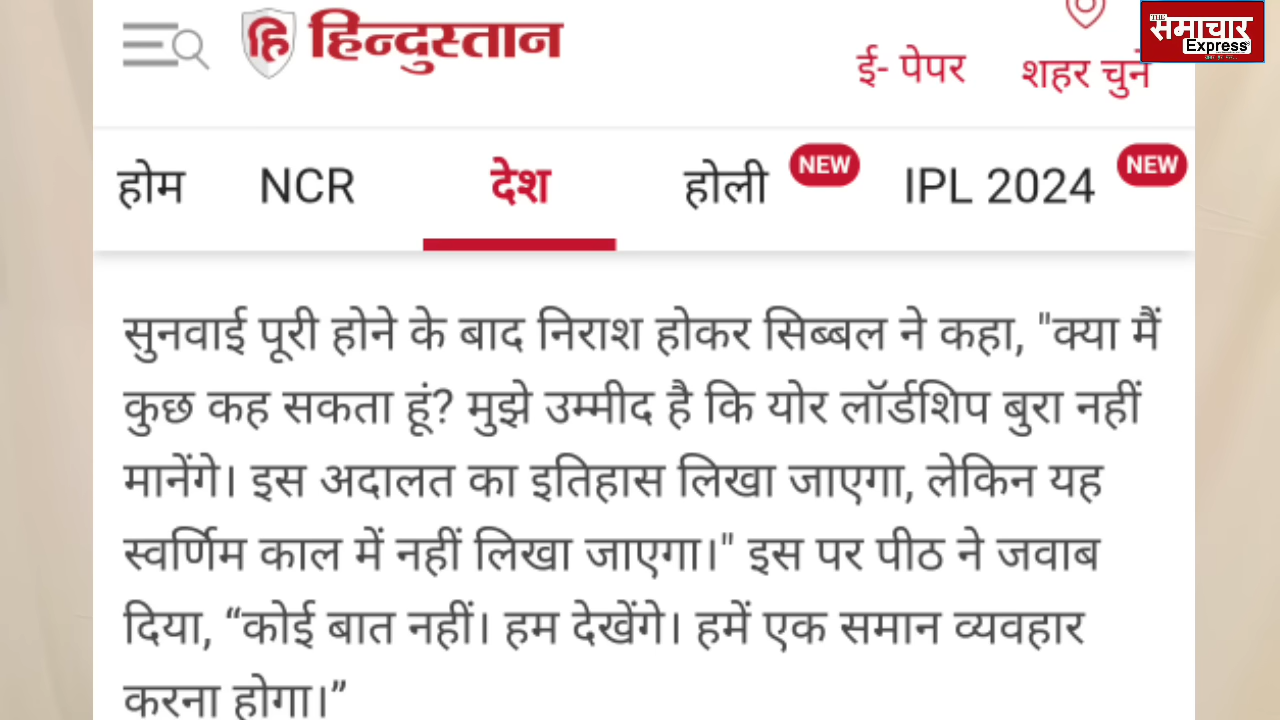 हि हिन्दुस्तान
THE समाचार
Express
ई- पेपर
शहर चुनें
होम
NCR
देश
होली NEW
IPL 2024 NEW
सुनवाई पूरी होने के बाद निराश होकर सिब्बल ने कहा, "क्या मैं
कुछ कह सकता हूं? मुझे उम्मीद है कि योर लॉर्डशिप बुरा नहीं
मानेंगे। इस अदालत का इतिहास लिखा जाएगा, लेकिन यह
स्वर्णिम काल में नहीं लिखा जाएगा।" इस पर पीठ ने जवाब
दिया, “कोई बात नहीं। हम देखेंगे। हमें एक समान व्यवहार
करना होगा।”